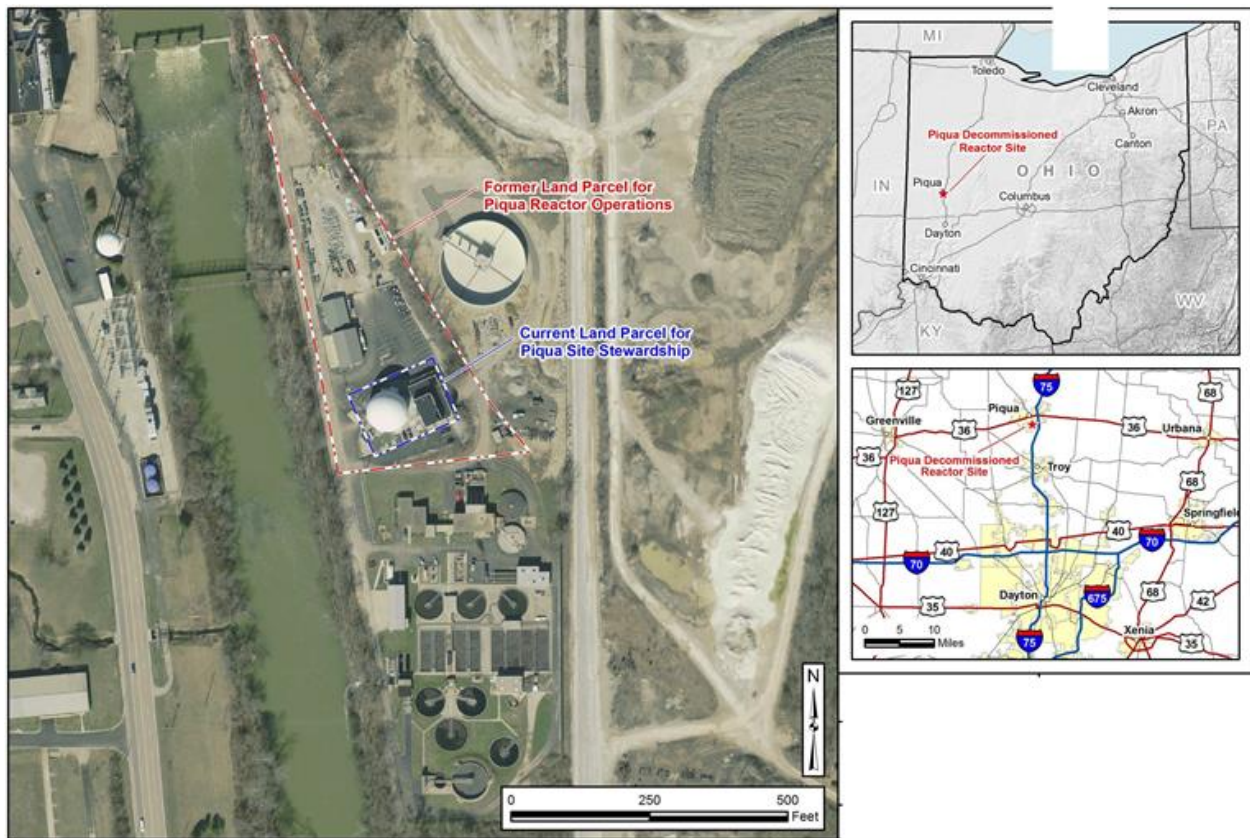 Former Land Parcel for
Piqua Reactor Operations
Current Land Parcel for
Piqua Site Stewardship
N
0 250 500
Feet
MI
Toledo
Cleveland
Akron
PA
Canton
Piqua Decommissioned
Reactor Site
OHIO
IN
Piqua
Columbus
Dayton
Cincinnati
WV
KY
75
127
68
Piqua
Greenville
36
36
Urbana
36
Piqua Decommissioned
Reactor Site
Troy
68
127
Springfield
40
70
40
70
Dayton
675
68
42
35
0 5 10
Miles
75
Xenia
35